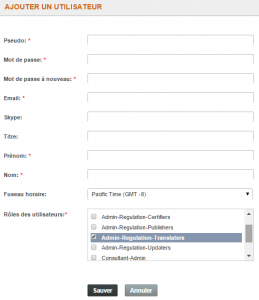 AJOUTER UN UTILISATEUR
Pseudo: *
Mot de passe: *
Mot de passe à nouveau: *
Email: *
Skype:
Titre:
Prénom: *
Nom: *
Fuseau horaire: Pacific Time (GMT -8)
Rôles des utilisateurs:*
Admin-Regulation-Certifiers
Admin-Regulation-Publishers
Admin-Regulation-Translators
Admin-Regulation-Updaters
Consultant-Admin
Sauver Annuler